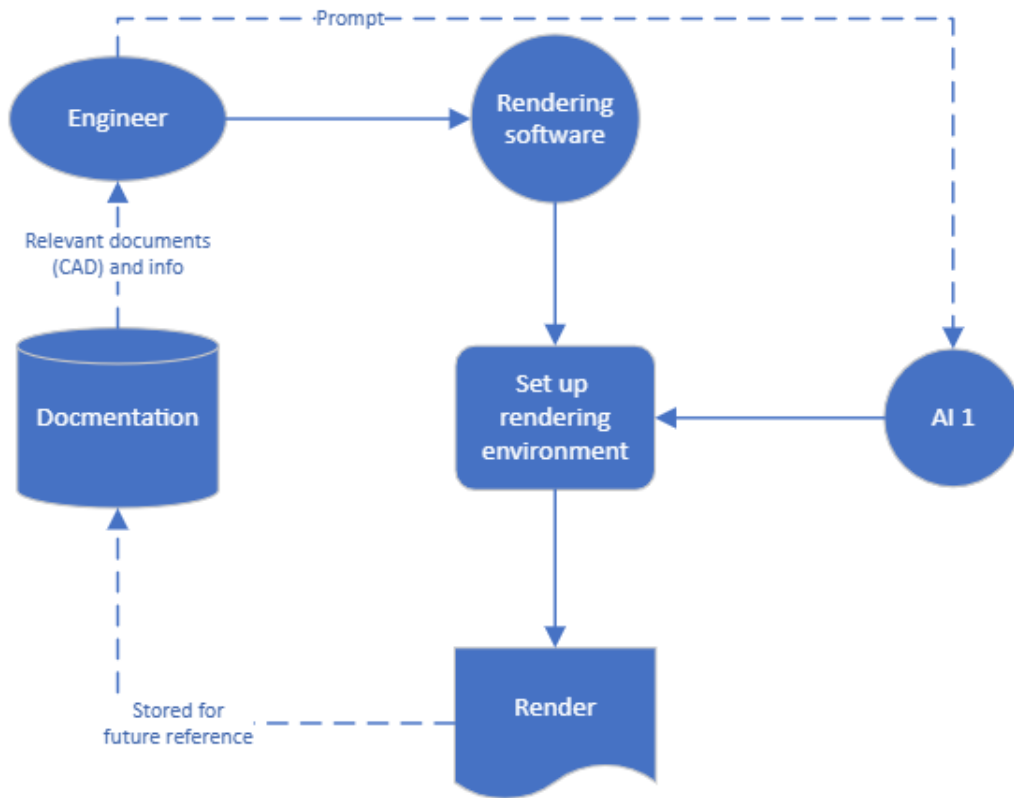 Prompt
Engineer
Rendering
software
Relevant documents
(CAD) and info
Docmentation
Set up
rendering
environment
AI 1
Render
Stored for
future reference